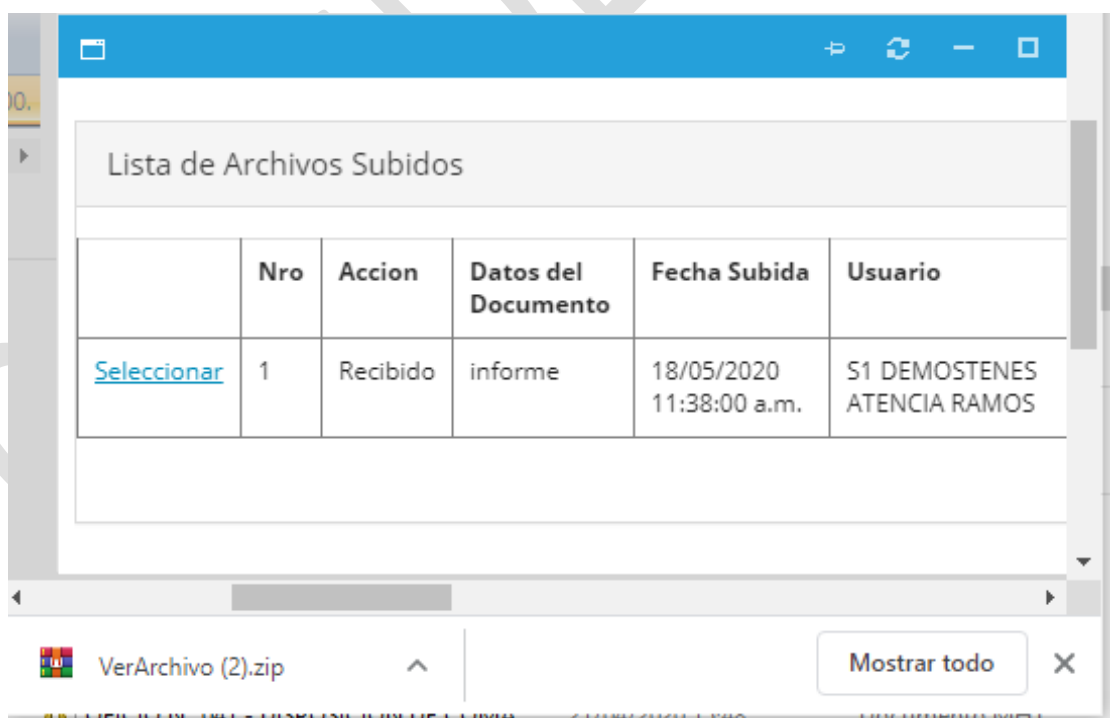 00.
Lista de Archivos Subidos
Nro Accion Datos del Documento Fecha Subida Usuario
Seleccionar 1 Recibido informe 18/05/2020 11:38:00 a.m. S1 DEMOSTENES ATENCIA RAMOS
VerArchivo (2).zip
Mostrar todo